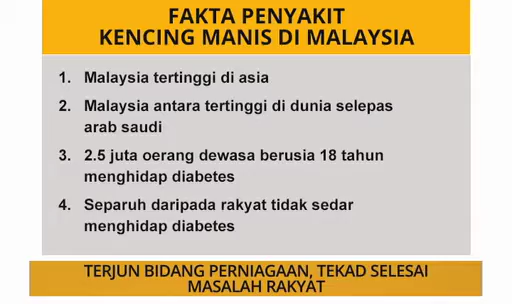 FAKTA PENYAKIT
KENCING MANIS DI MALAYSIA
1. Malaysia tertinggi di asia
2. Malaysia antara tertinggi di dunia selepas
arab saudi
3. 2.5 juta oerang dewasa berusia 18 tahun
menghidap diabetes
4. Separuh daripada rakyat tidak sedar
menghidap diabetes
TERJUN BIDANG PERNIAGAAN, TEKAD SELESAI
MASALAH RAKYAT